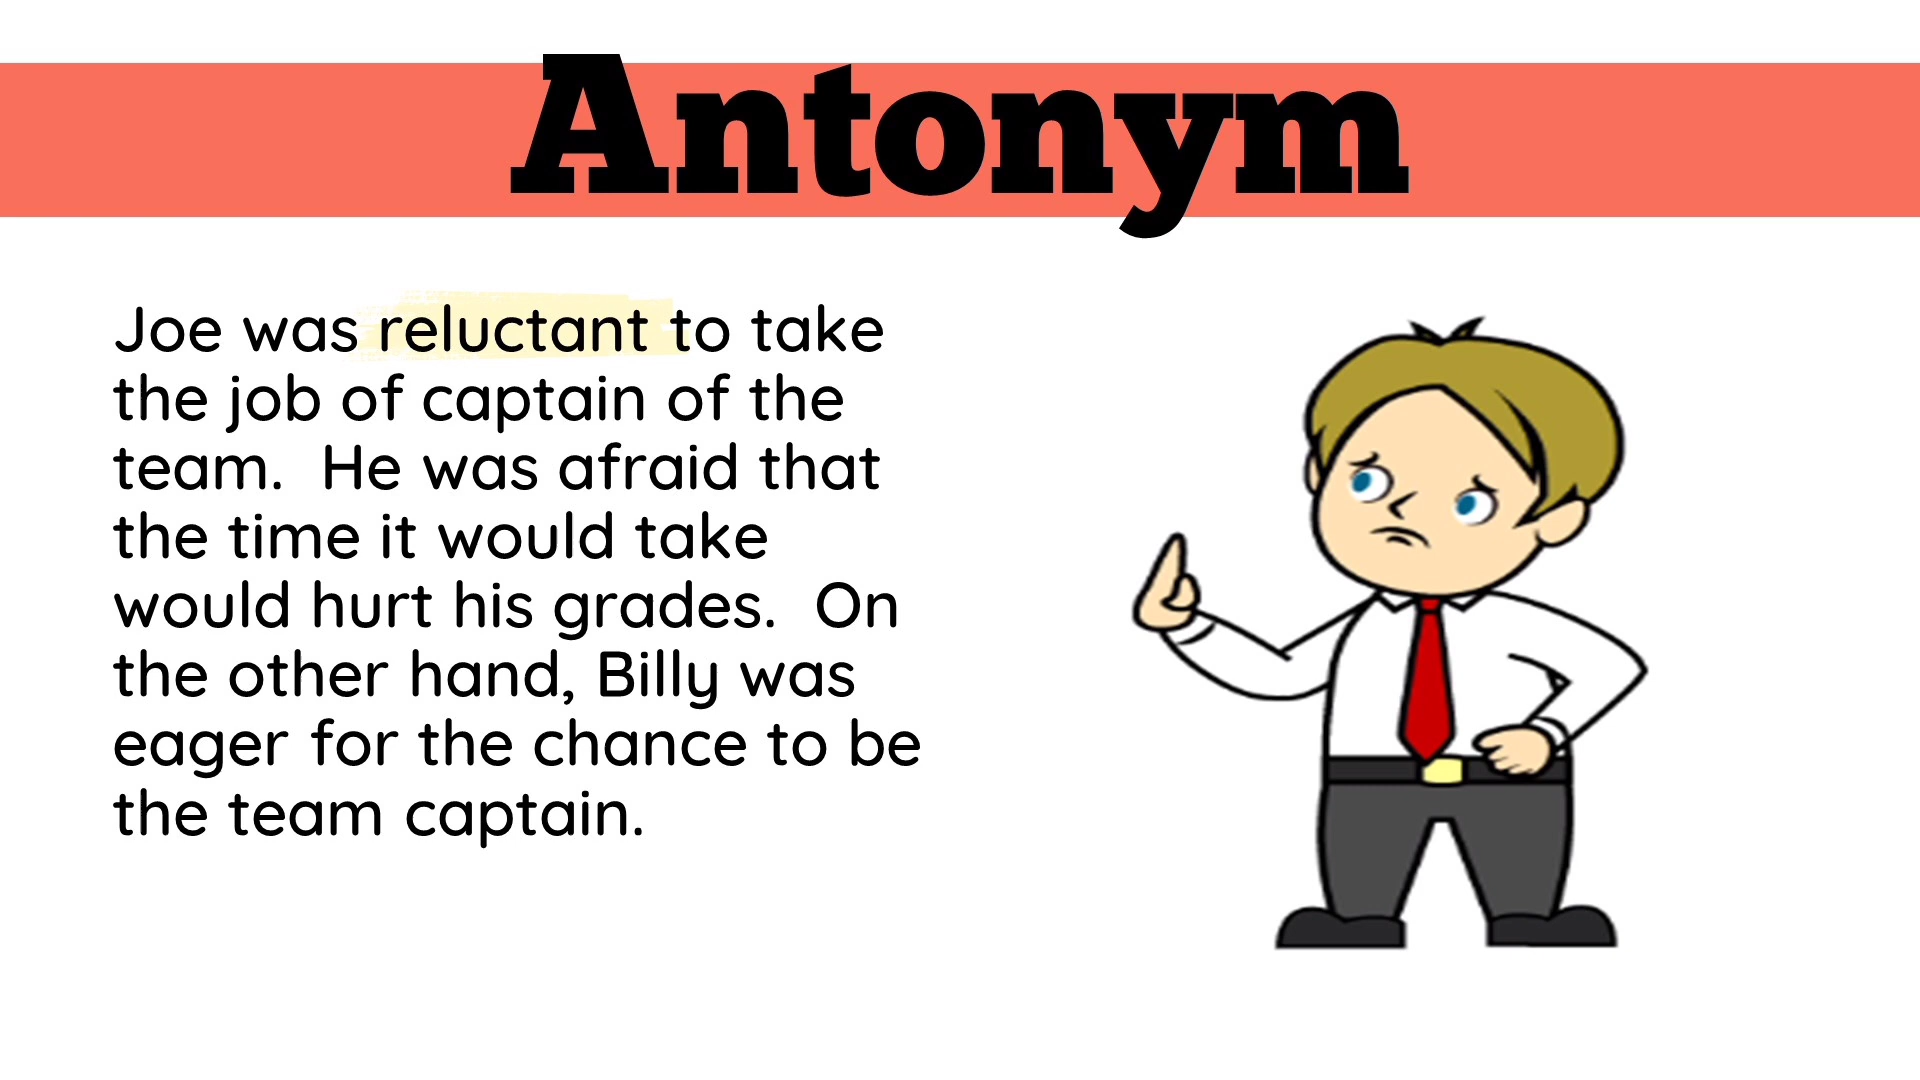 Antonym
Joe was reluctant to take
the job of captain of the
team.  He was afraid that
the time it would take
would hurt his grades.  On
the other hand, Billy was
eager for the chance to be
the team captain.